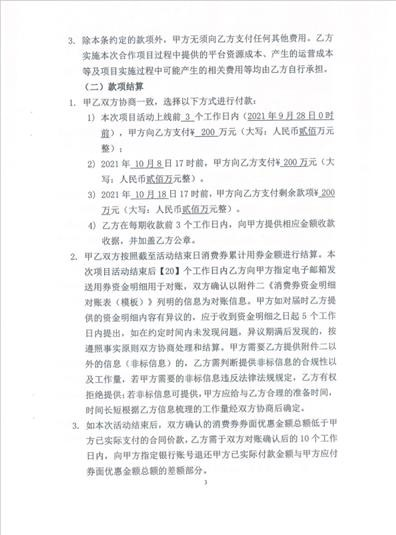 3. 除本条约定的款项外，甲方无须向乙方支付任何其他费用。乙方
实施本次合作项目过程中提供的平台资源成本、产生的运营成本
等及项目实施过程中可能产生的相关费用等均由乙方自行承担。
（二）款项结算
1. 甲乙双方协商一致，选择以下方式进行付款：
1) 本次项目活动上线前 3 个工作日内（2021 年 9 月 28 日 0 时
前），甲方向乙方支付¥ 200 万元（大写：人民币贰佰万元
整）；
2) 2021 年 10 月 8 日 17 时前，甲方向乙方支付¥ 200 万元（大
写：人民币贰佰万元整）。
3) 2021 年 10 月 18 日 17 时前，甲方向乙方支付剩余款项¥ 200
万元（大写：人民币贰佰万元整）。
4) 乙方在每期收款前 3 个工作日内，向甲方提供相应金额收款
收据，并加盖乙方公章。
2. 甲乙双方按照截至活动结束日消费券累计用券金额进行结算。本
次项目活动结束后【20】个工作日内乙方向甲方指定电子邮箱发
送用券资金明细用于对账，双方确认以附件二《消费券资金明细
对账表（模板）》列明的信息为对账信息。甲方如对届时乙方提
供的资金明细内容有异议的，应于收到资金明细之日起 5 个工作
日内提出，如在约定时间内未发现问题，异议期满后发现的，按
遵照事实原则双方协商处理和结算。甲方需要乙方提供附件二以
外的信息（非标信息）的，乙方需判断提供非标信息的合规性以
及工作量，若甲方需要的非标信息违反法律法规规定，乙方有权
拒绝提供；若非标信息可提供，甲方应给与乙方合理的准备时间，
时间长短根据乙方信息梳理的工作量经双方协商后确定。
3. 如本次活动结束后，双方确认的消费券券面优惠金额总额低于甲
方已实际支付的合同价款，乙方需于双方对账确认后的 10 个工作
日内，向甲方指定银行账号退还甲方已实际付款金额与甲方应付
券面优惠金额总额的差额部分。
3